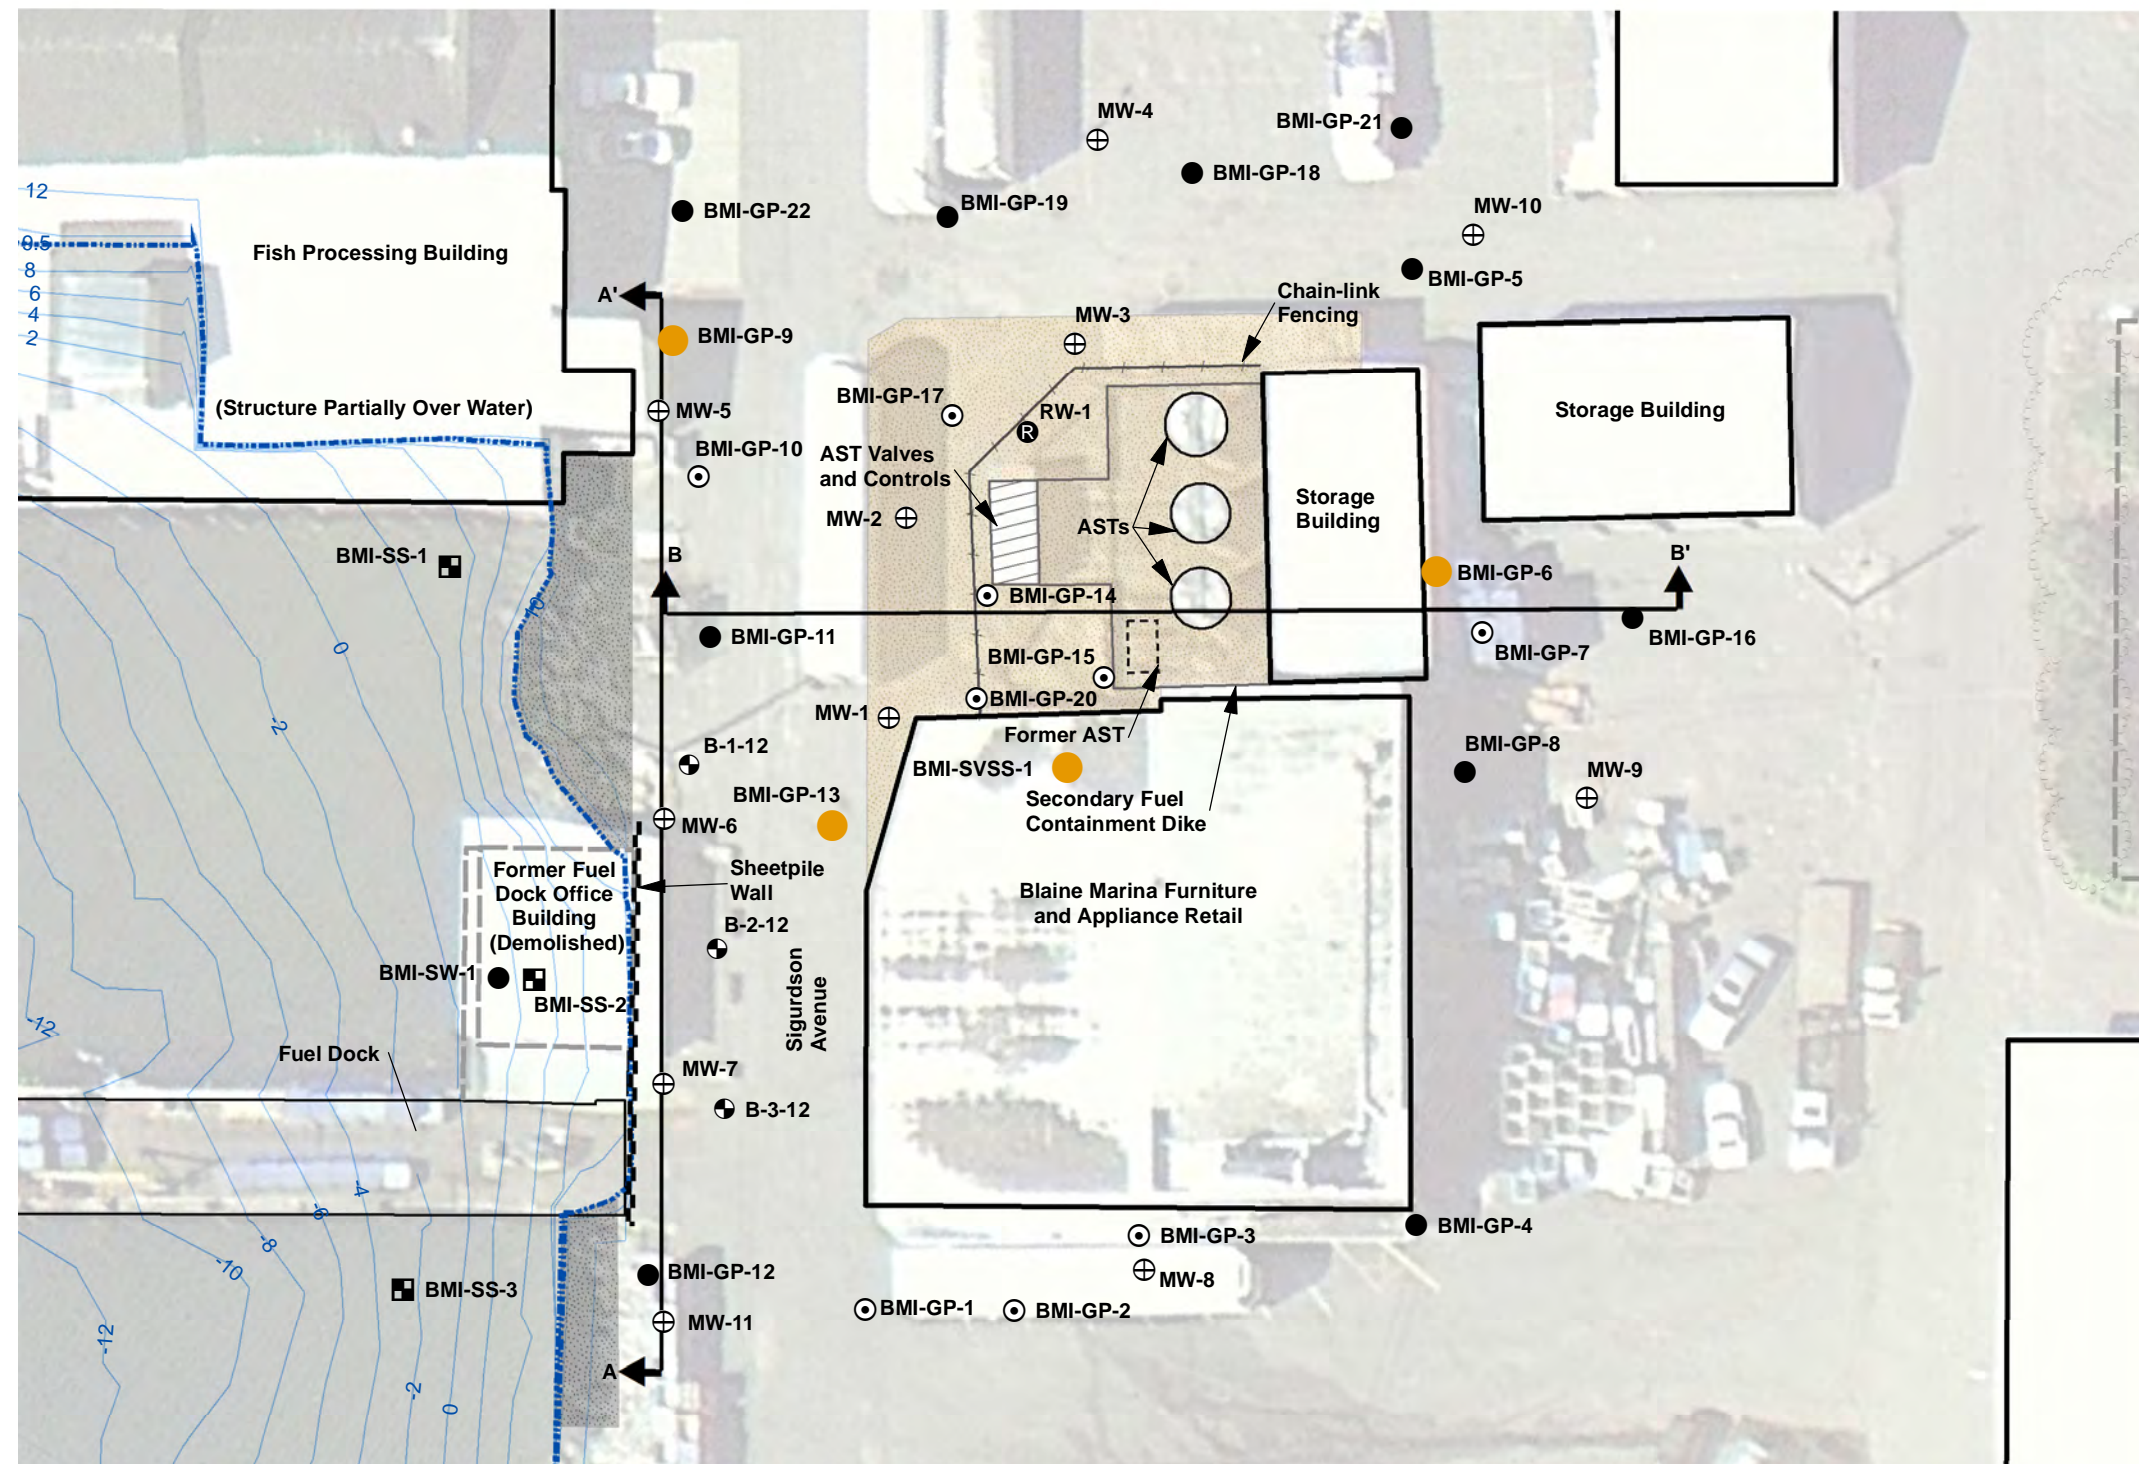 MW-4
BMI-GP-21
BMI-GP-18
12
BMI-GP-22
BMI-GP-19
MW-10
0.5
Fish Processing Building
8
BMI-GP-5
6
A'
Chain-link
Fencing
4
MW-3
2
BMI-GP-9
(Structure Partially Over Water)
MW-5
BMI-GP-17
RW-1
R
Storage Building
BMI-GP-10
AST Valves
and Controls
Storage
Building
MW-2
ASTs
BMI-SS-1
B
B'
BMI-GP-6
10
BMI-GP-14
BMI-GP-11
BMI-GP-16
0
BMI-GP-7
BMI-GP-15
BMI-GP-20
MW-1
-2
Former AST
B-1-12
BMI-GP-8
BMI-SVSS-1
MW-9
BMI-GP-13
Secondary Fuel
Containment Dike
MW-6
Former Fuel
Dock Office
Building
(Demolished)
Sheetpile
Wall
Blaine Marina Furniture
and Appliance Retail
B-2-12
BMI-SW-1
BMI-SS-2
Sigurdson
Avenue
-12
Fuel Dock
MW-7
B-3-12
-4
-6
-8
-10
BMI-GP-3
BMI-GP-4
BMI-GP-12
MW-8
BMI-SS-3
BMI-GP-1
BMI-GP-2
MW-11
-12
A
-2
0